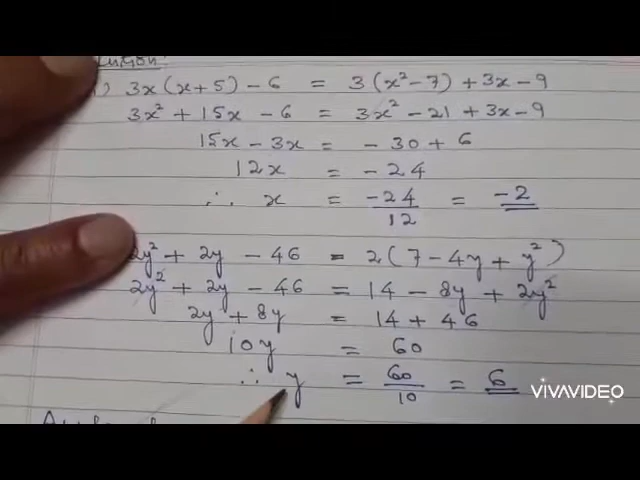 1) 3x(x+5) - 6 = 3(x² - 7) + 3x - 9
3x² + 15x - 6 = 3x² - 21 + 3x - 9
15x - 3x = - 30 + 6
12x = - 24
∴ x = -24/12 = -2
2y² + 2y - 46 = 2(7 - 4y + y²)
2y² + 2y - 46 = 14 - 8y + 2y²
2y + 8y = 14 + 46
10y = 60
∴ y = 60/10 = 6
VIVAVIDEO